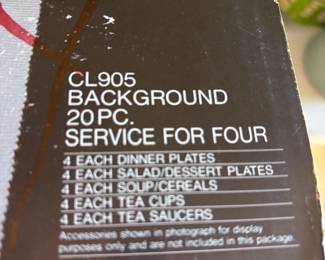 CL905
BACKGROUND
20 PC.
SERVICE FOR FOUR
4 EACH DINNER PLATES
4 EACH SALAD/DESSERT PLATES
4 EACH SOUP/CEREALS
4 EACH TEA CUPS
4 EACH TEA SAUCERS
Accessories shown in photograph for display
purposes only and are not included in this package.